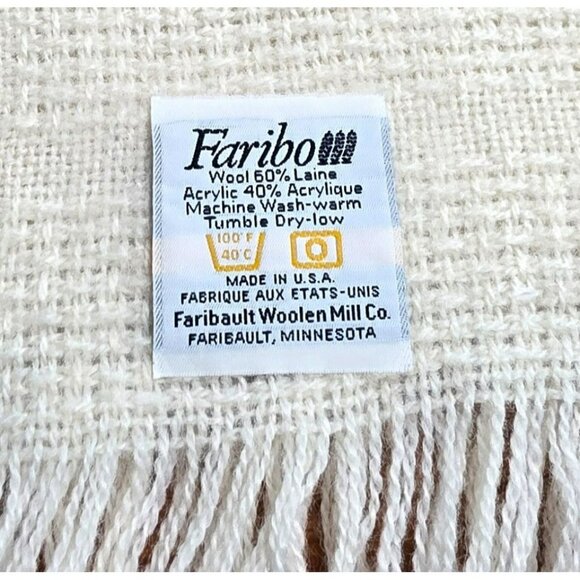 Faribo
Wool 60% Laine
Acrylic 40% Acrylique
Machine Wash-warm
Tumble Dry-low
100°F
40°C
MADE IN U.S.A.
FABRIQUE AUX ETATS-UNIS
Faribault Woolen Mill Co.
FARIBAULT, MINNESOTA